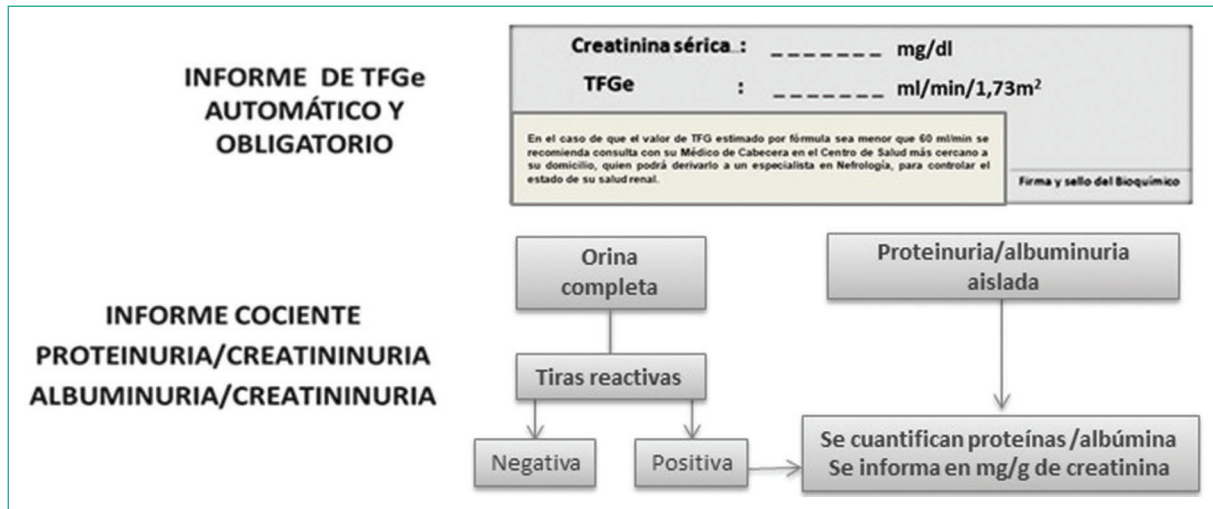 INFORME DE TFGe
AUTOMÁTICO Y
OBLIGATORIO
Creatinina sérica : _ _ _ _ _ _ _ mg/dl
TFGe : _ _ _ _ _ _ _ ml/min/1,73m²
En el caso de que el valor de TFG estimado por fórmula sea menor que 60 ml/min se
recomienda consulta con su Médico de Cabecera en el Centro de Salud más cercano a
su domicilio, quien podrá derivarlo a un especialista en Nefrología, para controlar el
estado de su salud renal.
Firma y sello del Bioquímico
INFORME COCIENTE
PROTEINURIA/CREATININURIA
ALBUMINURIA/CREATININURIA
Orina
completa
Proteinuria/albuminuria
aislada
Tiras reactivas
Negativa
Positiva
Se cuantifican proteínas /albúmina
Se informa en mg/g de creatinina